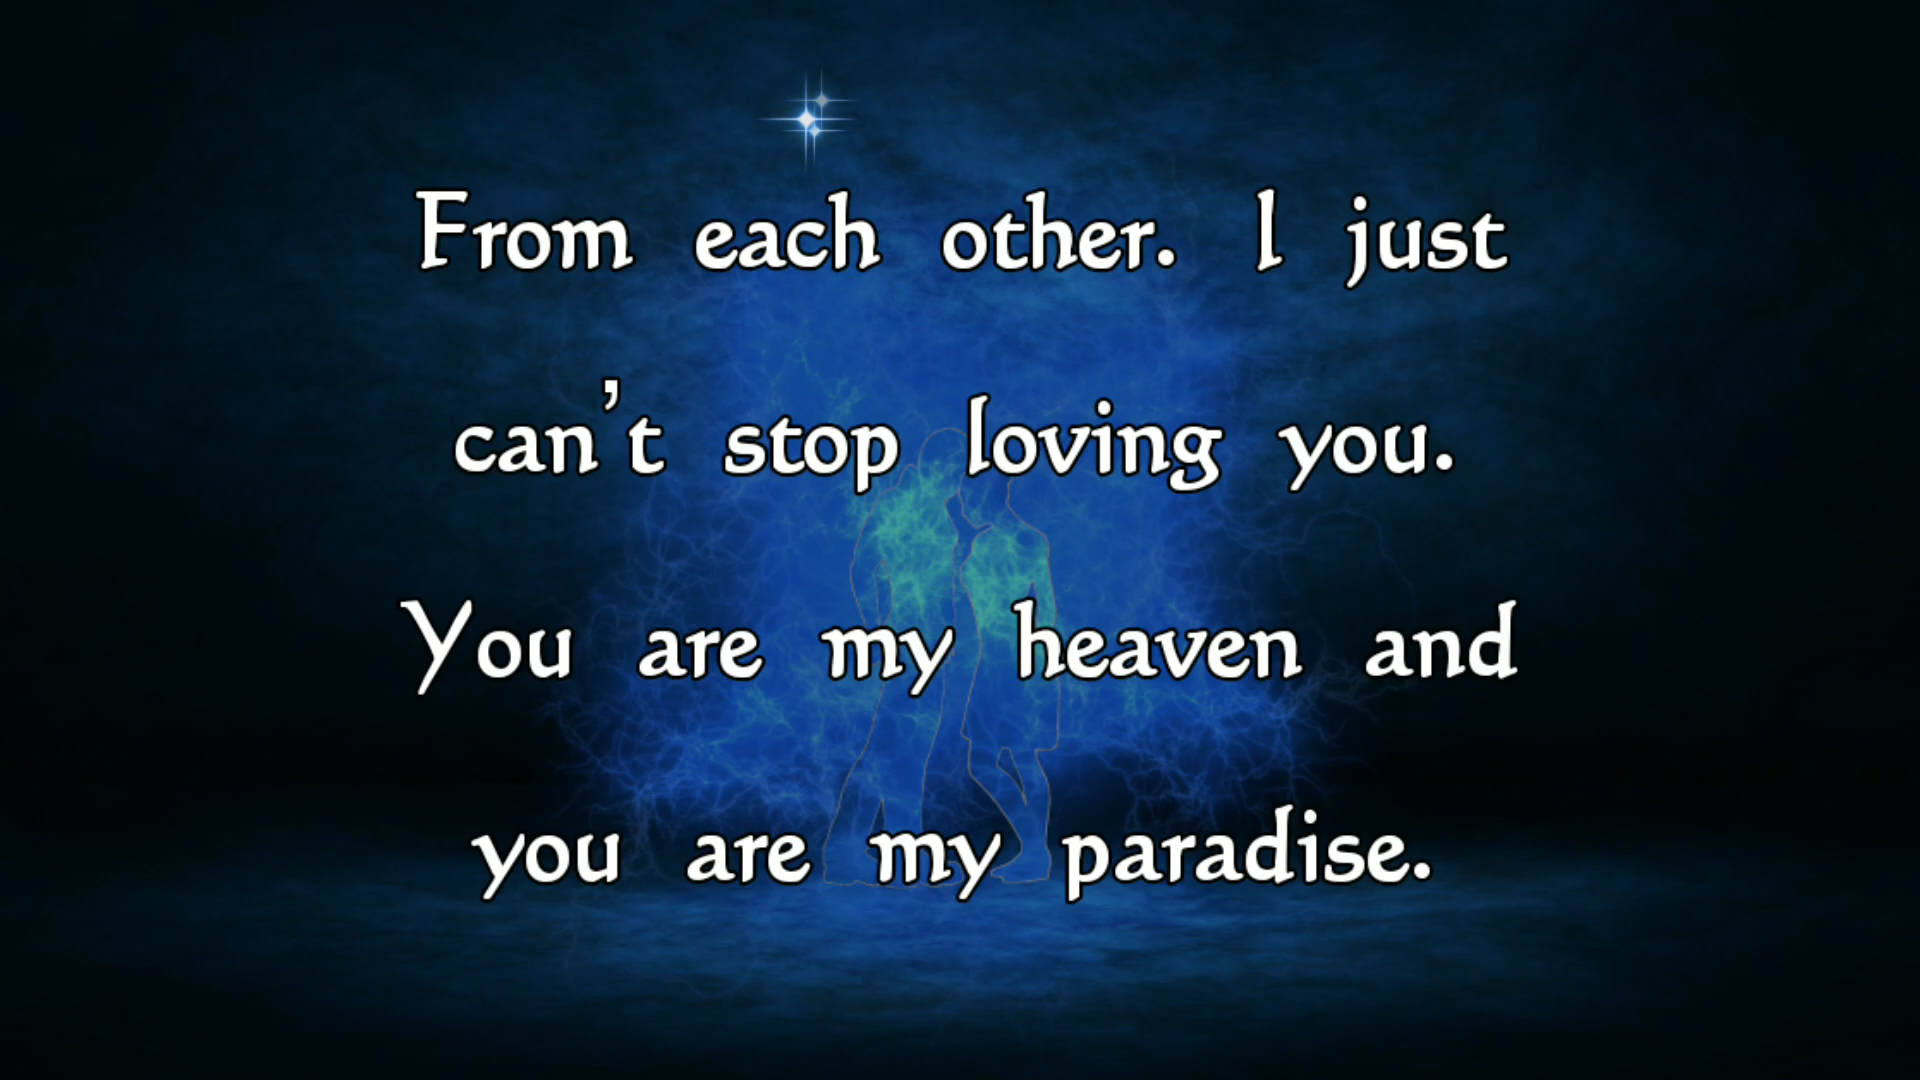 From each other. I just
can't stop loving you.
You are my heaven and
you are my paradise.